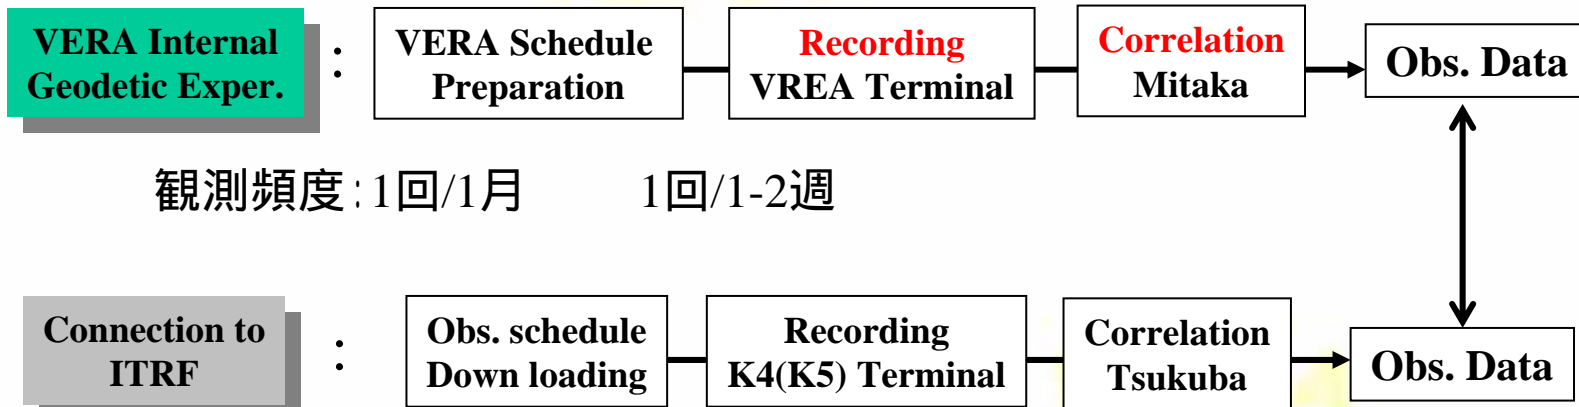 VERA Internal
Geodetic Exper.
:
VERA Schedule
Preparation
Recording
VREA Terminal
Correlation
Mitaka
Obs. Data
観測頻度:1回/1月 1回/1-2週
Connection to
ITRF
:
Obs. schedule
Down loading
Recording
K4(K5) Terminal
Correlation
Tsukuba
Obs. Data